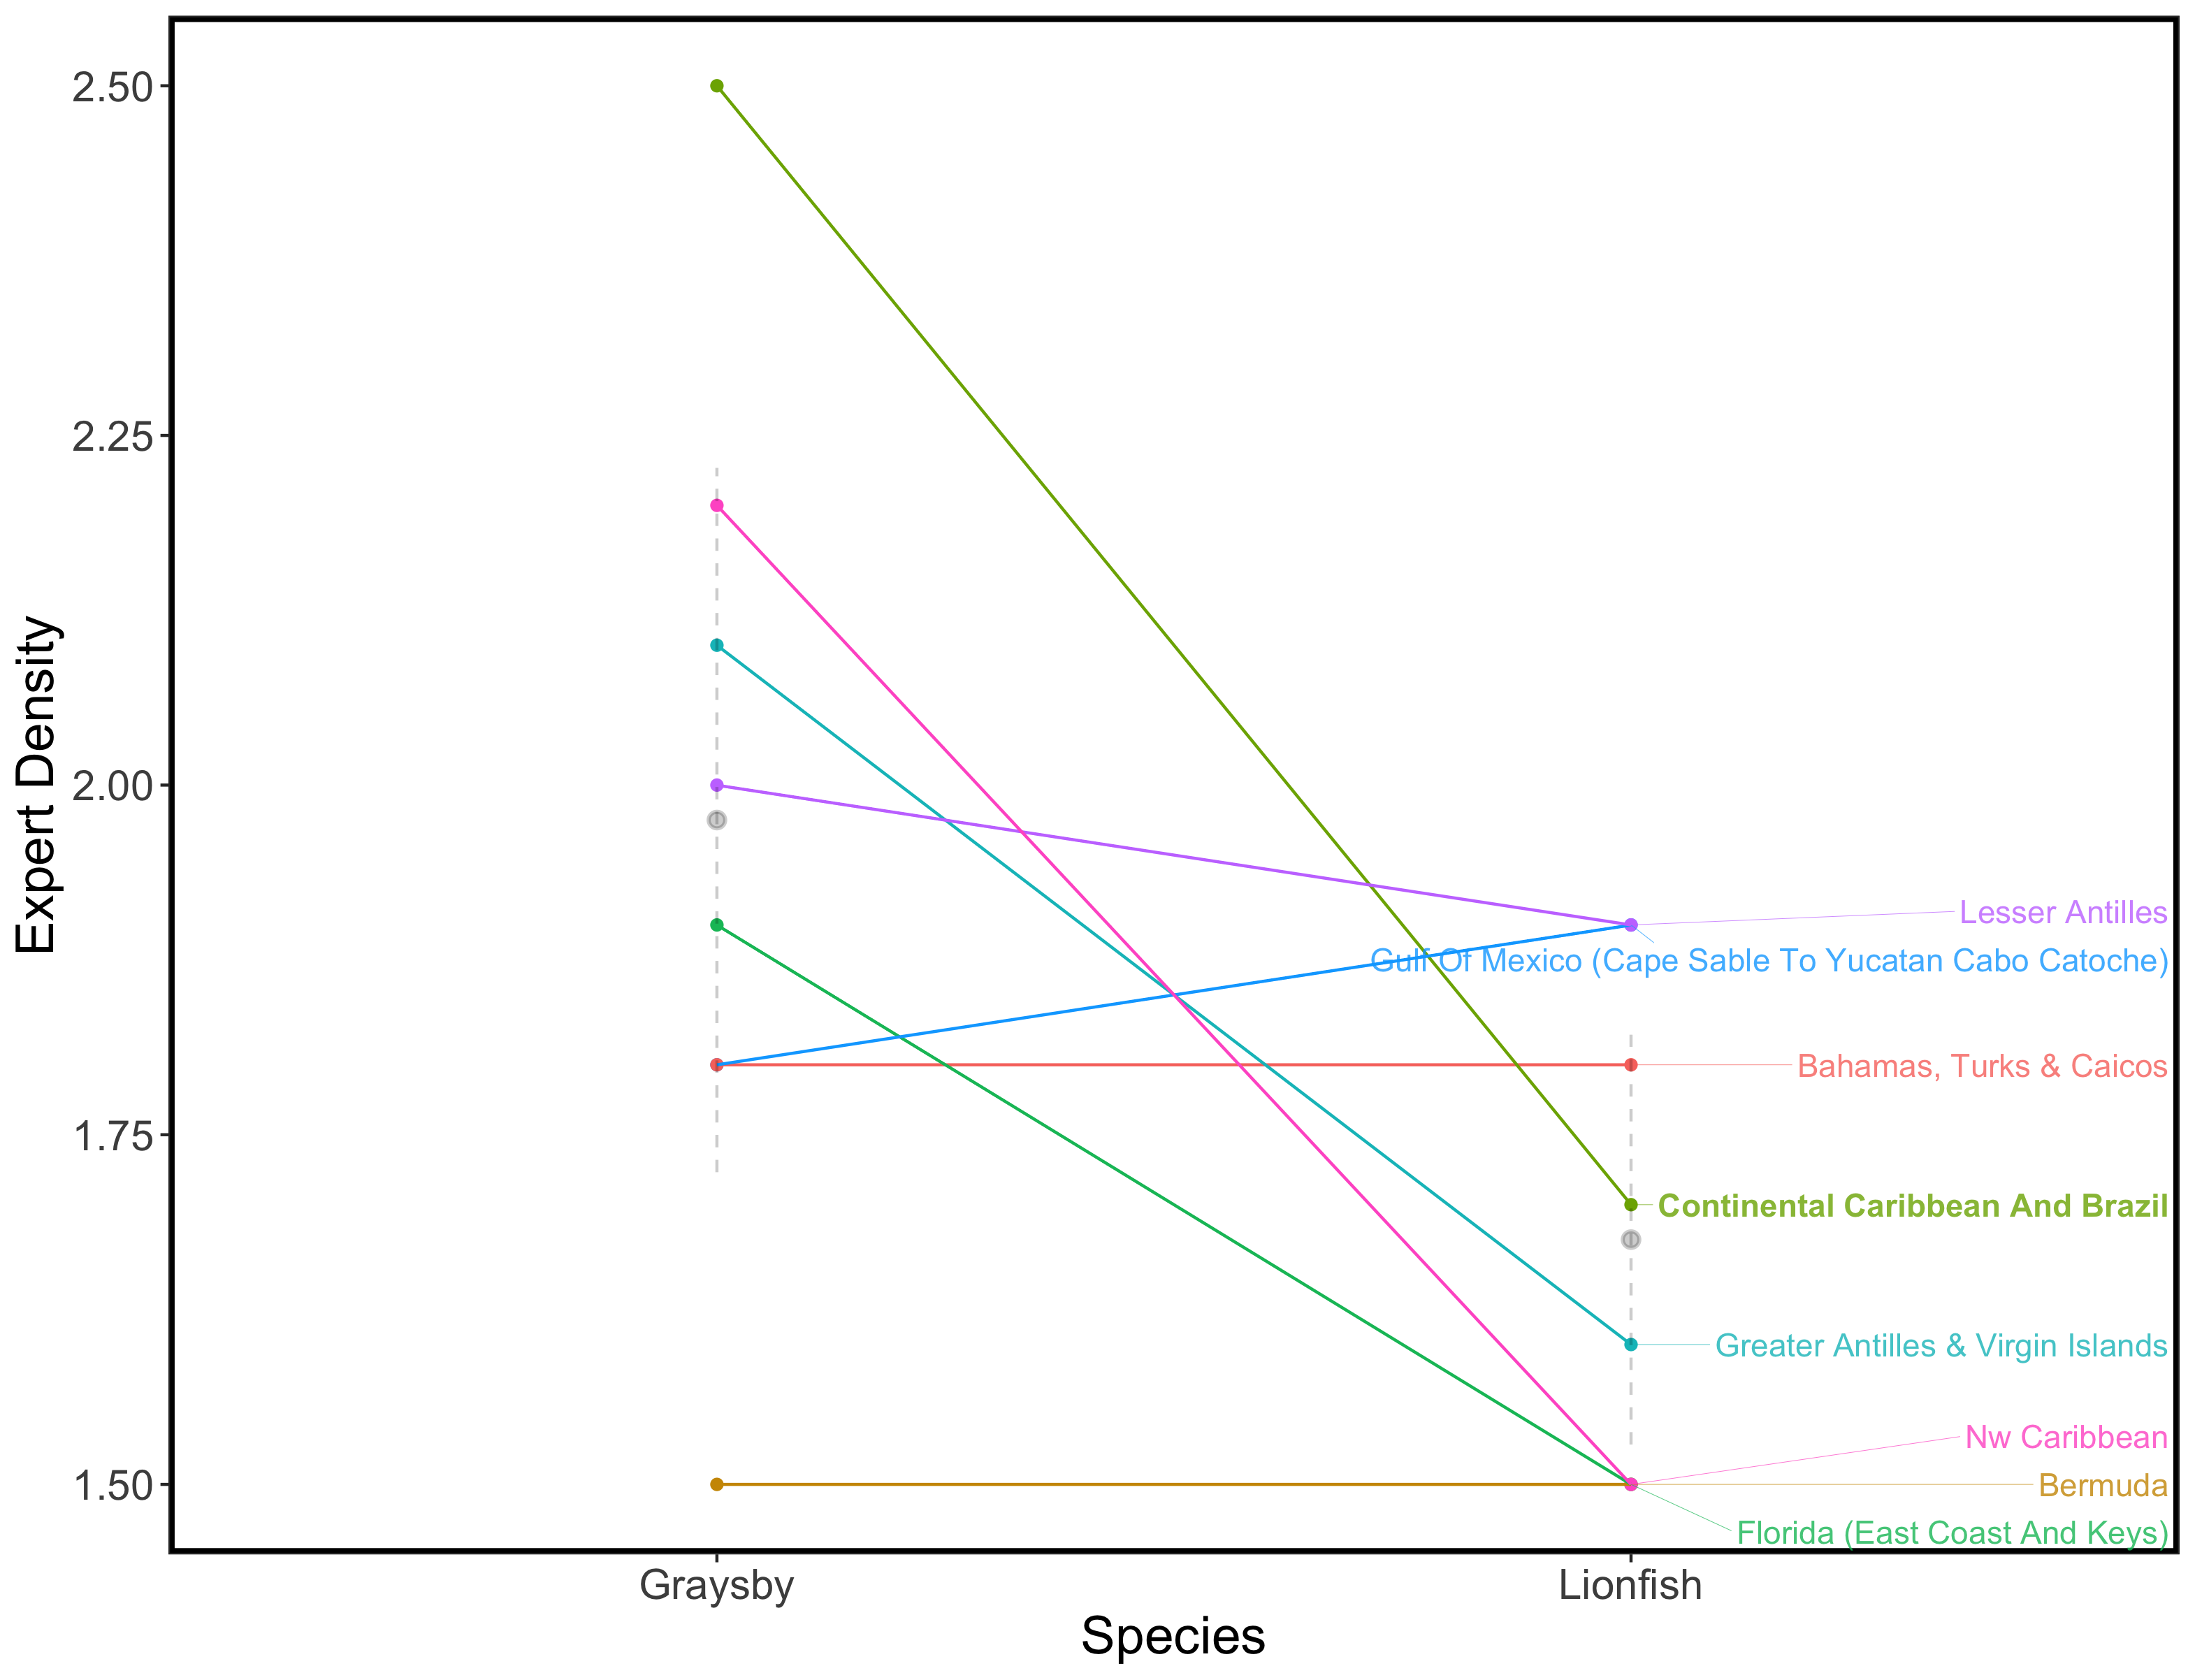 2.50
2.25
2.00
1.75
1.50
Expert Density
Lesser Antilles
Gulf Of Mexico (Cape Sable To Yucatan Cabo Catoche)
Bahamas, Turks & Caicos
Continental Caribbean And Brazil
Greater Antilles & Virgin Islands
Nw Caribbean
Bermuda
Florida (East Coast And Keys)
Graysby
Lionfish
Species